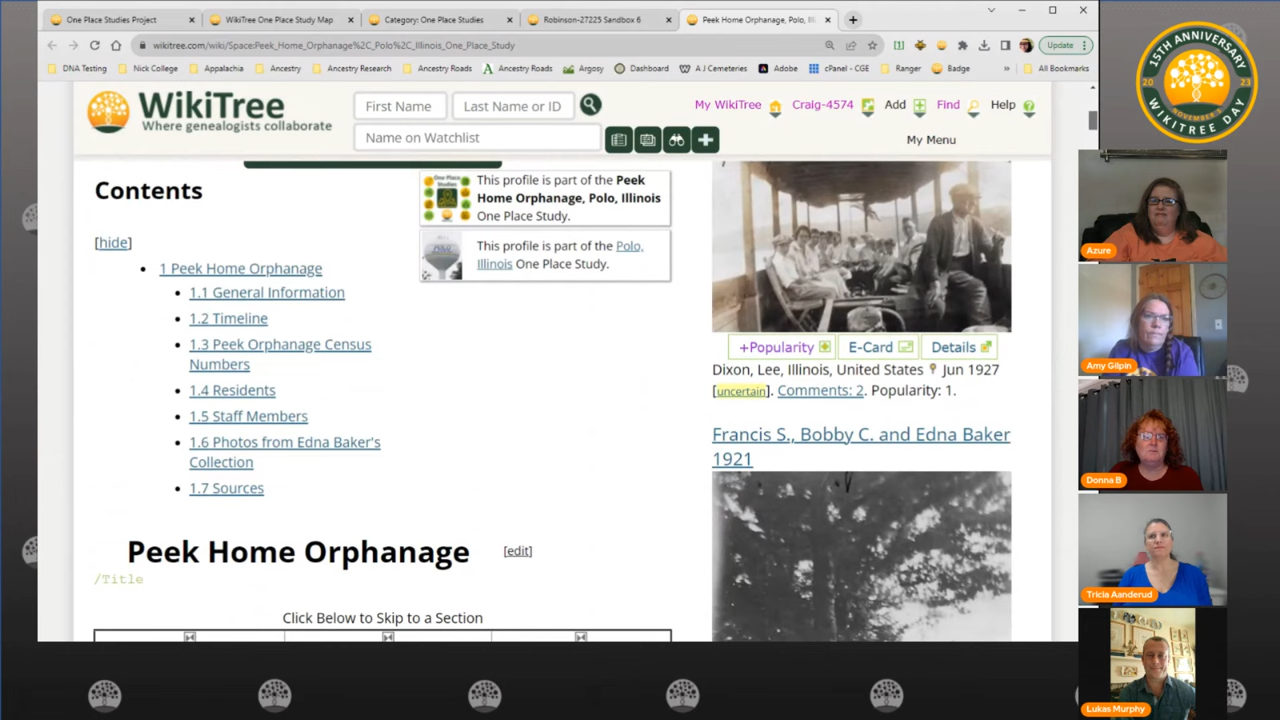 One Place Studies Project
WikiTree One Place Study Map
Category: One Place Studies
Robinson-27225 Sandbox 6
Peek Home Orphanage, Polo, Ill
wikitree.com/wiki/Space:Peek_Home_Orphanage%2C_Polo%2C_Illinois_One_Place_Study
Update
DNA Testing
Nick College
Appalachia
Ancestry
Ancestry Research
Ancestry Roads
Ancestry Roads
Argosy
Dashboard
A J Cemeteries
Adobe
cPanel - CGE
Ranger
Badge
»
All Bookmarks
WikiTree
Where genealogists collaborate
First Name
Last Name or ID
Name on Watchlist
My WikiTree
Craig-4574
Add
Find
Help
My Menu
Contents
[hide]
1 Peek Home Orphanage
1.1 General Information
1.2 Timeline
1.3 Peek Orphanage Census
Numbers
1.4 Residents
1.5 Staff Members
1.6 Photos from Edna Baker's
Collection
1.7 Sources
This profile is part of the Peek
Home Orphanage, Polo, Illinois
One Place Study.
This profile is part of the Polo,
Illinois One Place Study.
+Popularity
E-Card
Details
Dixon, Lee, Illinois, United States Jun 1927
[uncertain]. Comments: 2. Popularity: 1.
Francis S., Bobby C. and Edna Baker
1921
Peek Home Orphanage [edit]
/Title
Click Below to Skip to a Section
15TH ANNIVERSARY
20 23
NOVEMBER 5
WIKITREE DAY
Azure
Amy Gilpin
Donna B
Tricia Aanderud
Lukas Murphy